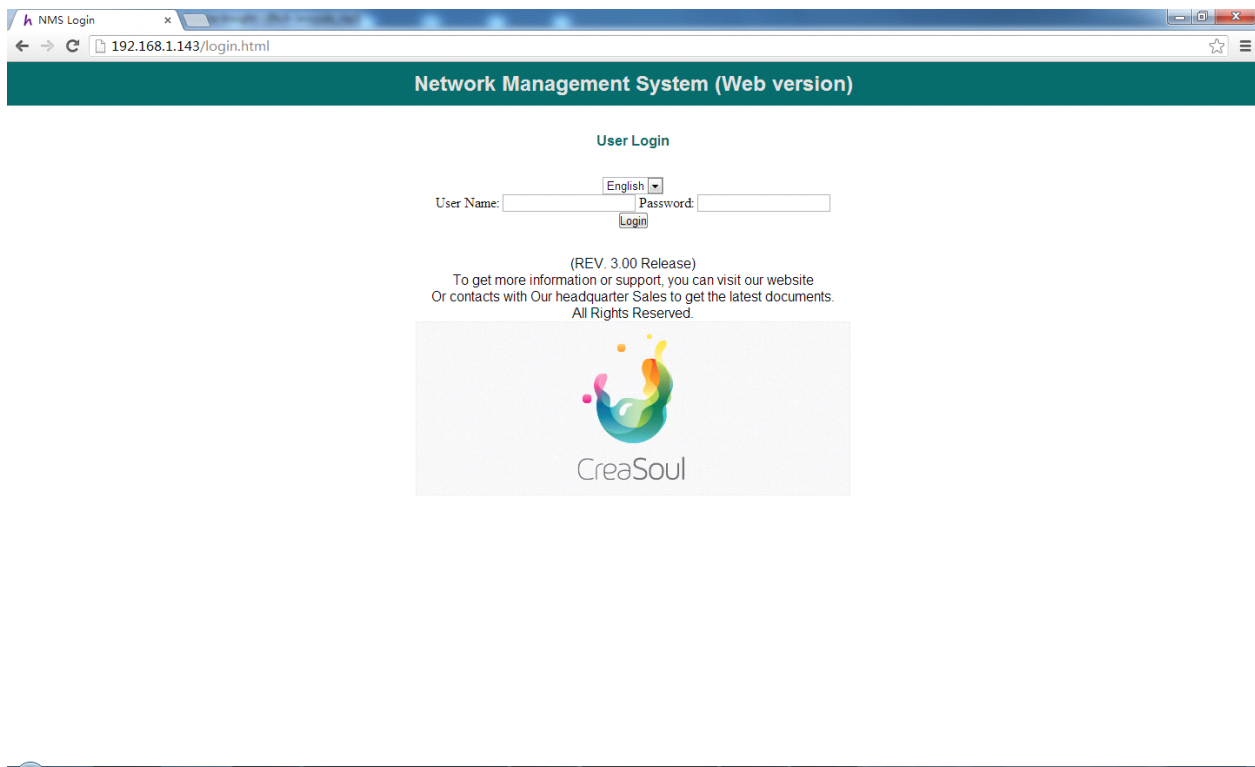 NMS Login
192.168.1.143/login.html
Network Management System (Web version)
User Login
English
User Name: Password:
Login
(REV. 3.00 Release)
To get more information or support, you can visit our website
Or contacts with Our headquarter Sales to get the latest documents.
All Rights Reserved.
CreaSoul